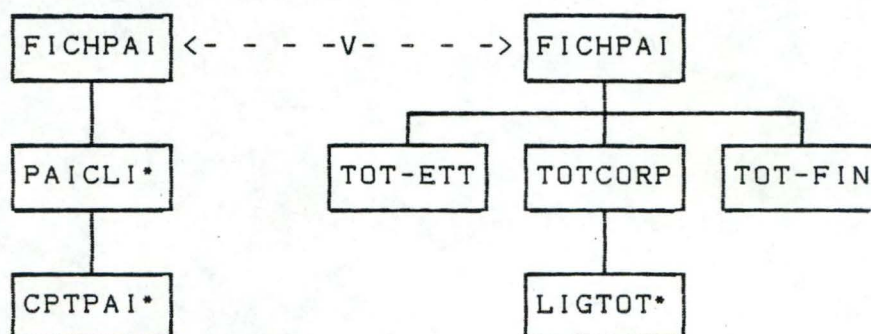 FICHPAI <- - - -V- - - -> FICHPAI
PAICLI* TOT-ETT TOTCORP TOT-FIN
CPTPAI* LIGTOT*